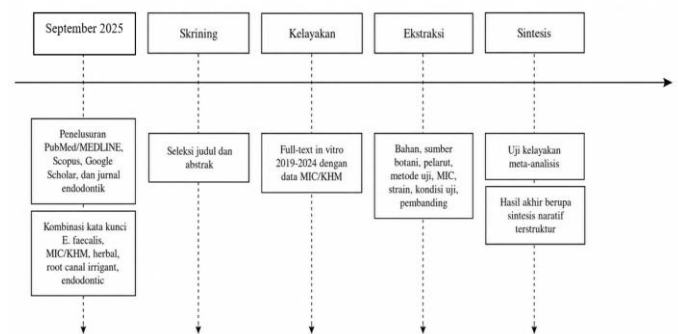 September 2025
Skrining
Kelayakan
Ekstraksi
Sintesis
Penelusuran
PubMed/MEDLINE,
Scopus, Google
Scholar, dan jurnal
endodontik
Kombinasi kata kunci
E. faecalis,
MIC/KHM, herbal,
root canal irrigant,
endodontic
Seleksi judul dan
abstrak
Full-text in vitro
2019-2024 dengan
data MIC/KHM
Bahan, sumber
botani, pelarut,
metode uji, MIC,
strain, kondisi uji,
pembanding
Uji kelayakan
meta-analisis
Hasil akhir berupa
sintesis naratif
terstruktur